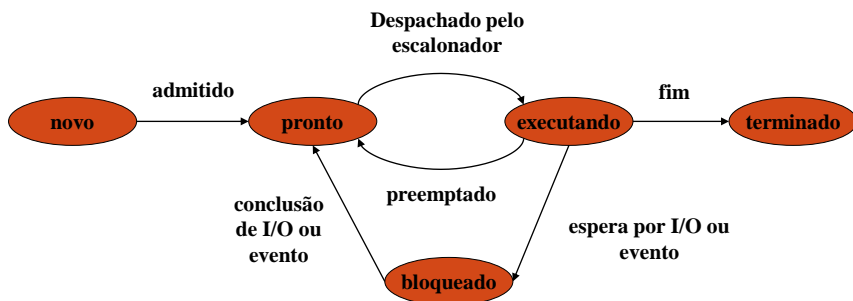 Despachado pelo
escalonador
admitido
fim
novo
pronto
executando
terminado
preemptado
conclusão
de I/O ou
evento
espera por I/O ou
evento
bloqueado